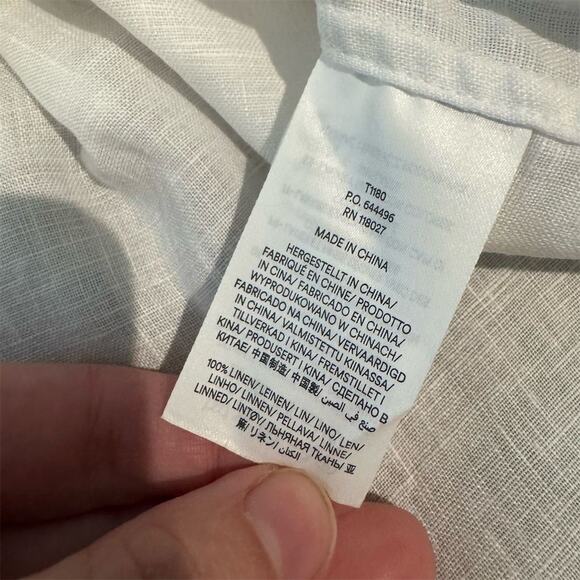 T1180
P.O. 644496
RN 118027
MADE IN CHINA
HERGESTELLT IN CHINA/
FABRIQUÉ EN CHINE/ PRODOTTO
IN CINA/ FABRICADO EN CHINA/
WYPRODUKOWANO W CHINACH/
FABRICADO NA CHINA/ VERVAARDIGD
IN CHINA/ VALMISTETTU KIINASSA/
TILLVERKAD I KINA/ FREMSTILLET I
KINA/ PRODUSERT I KINA/ СДЕЛАНО В
КИТАЕ/ 中国制造/ 中国製/ صنع في الصين
100% LINEN/ LEINEN/ LIN/ LINO/ LEN/
LINHO/ LINNEN/ PELLAVA/ LINNE/
LINNED/ LINTØY/ ЛЬНЯНАЯ ТКАНЬ/ 亚
麻/ リネン/ الكتان